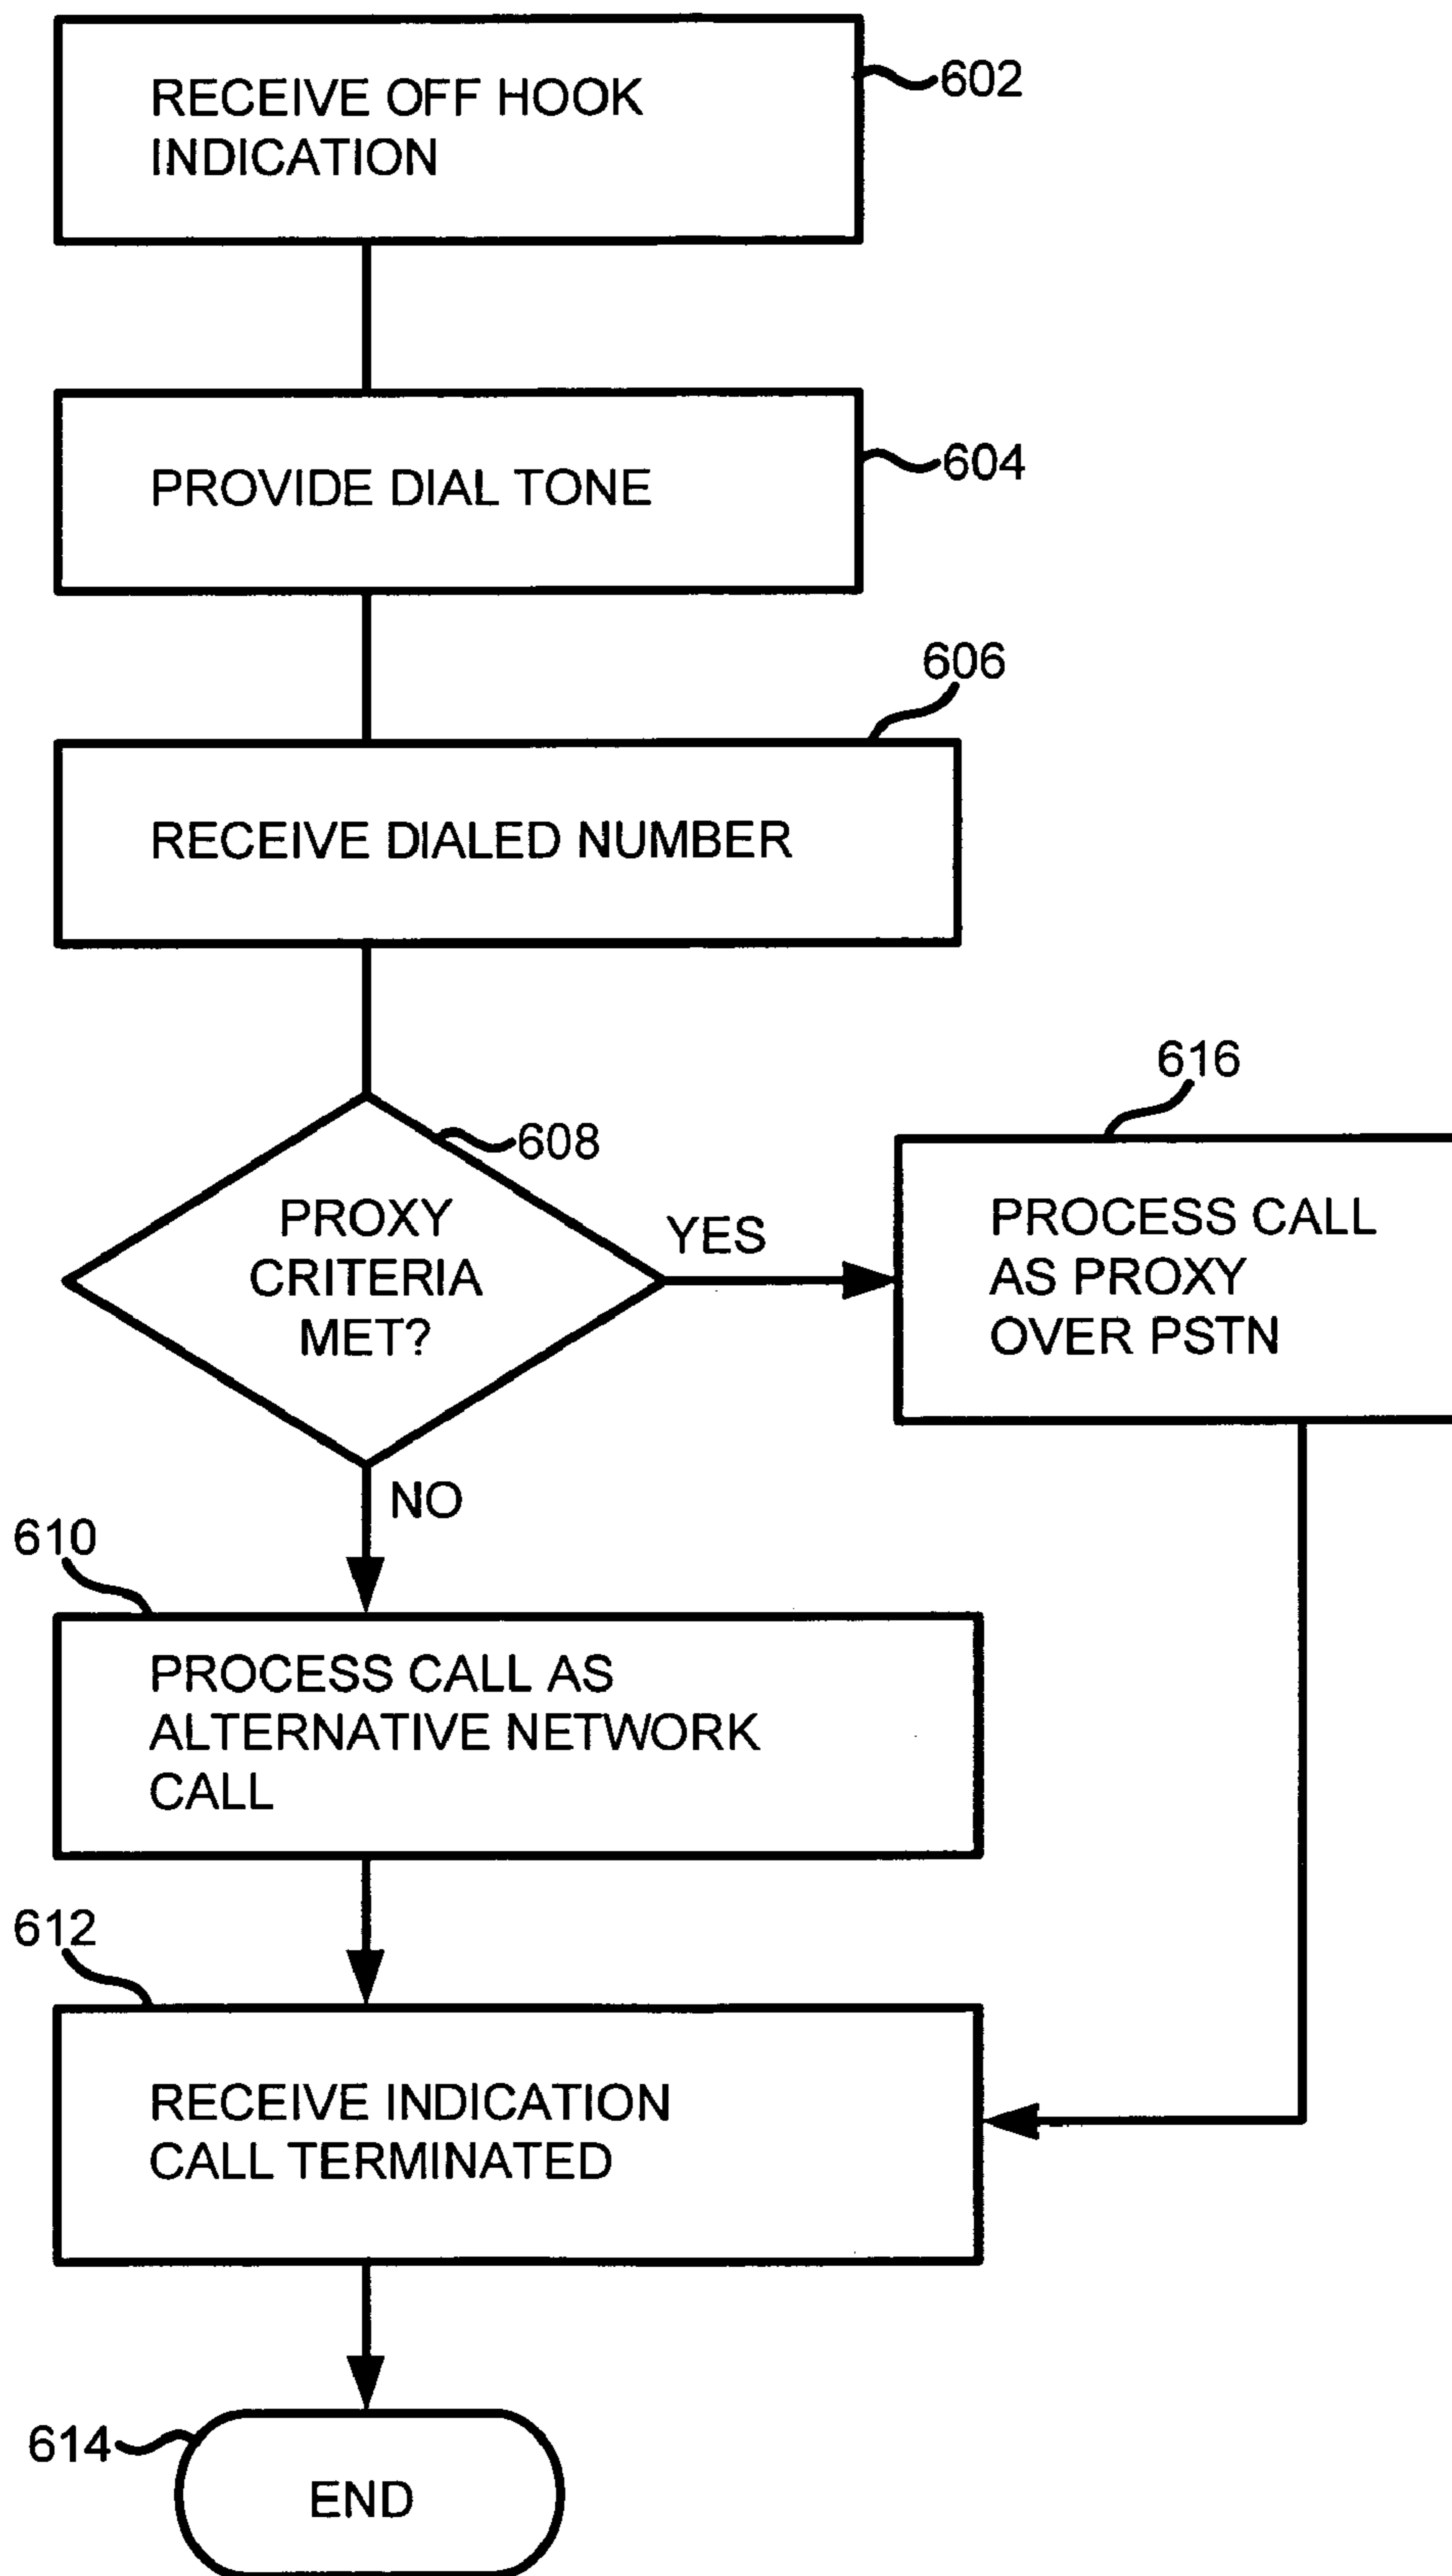 RECEIVE OFF HOOK
INDICATION
602
PROVIDE DIAL TONE
604
606
RECEIVE DIALED NUMBER
608
PROXY
CRITERIA
MET?
YES
616
PROCESS CALL
AS PROXY
OVER PSTN
NO
610
PROCESS CALL AS
ALTERNATIVE NETWORK
CALL
612
RECEIVE INDICATION
CALL TERMINATED
614
END